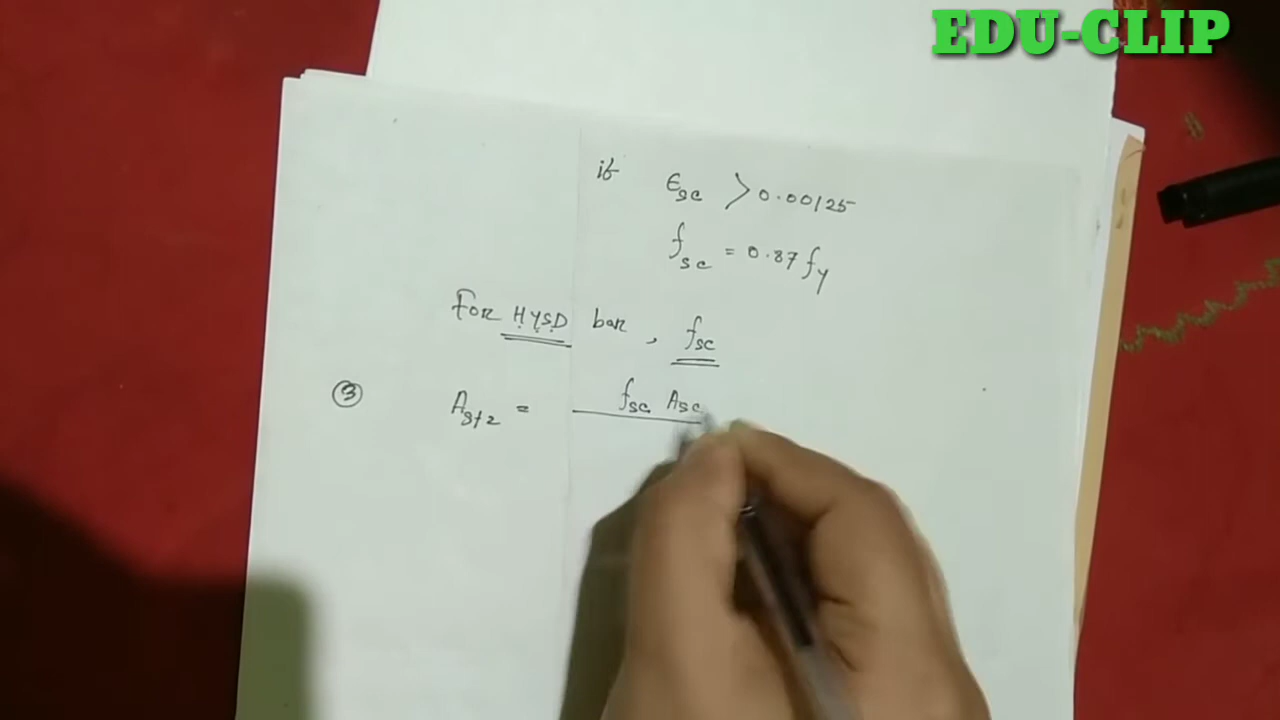 EDU-CLIP
if ϵsc > 0.00125
fsc = 0.87 fy
For HYSD bar, fsc
③ Ast2 = fsc Asc